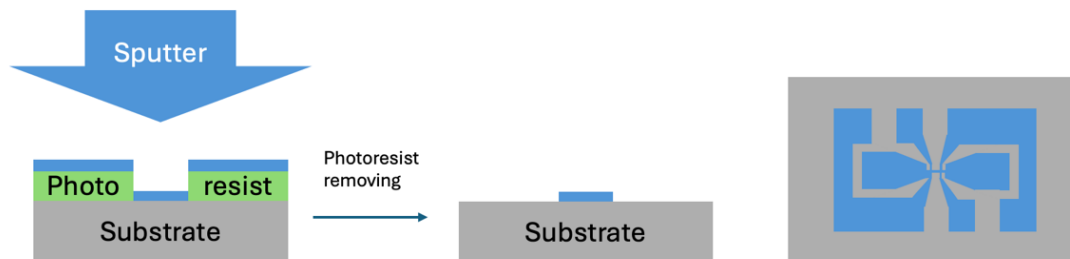 Sputter
Photo resist
Substrate
Photoresist
removing
Substrate